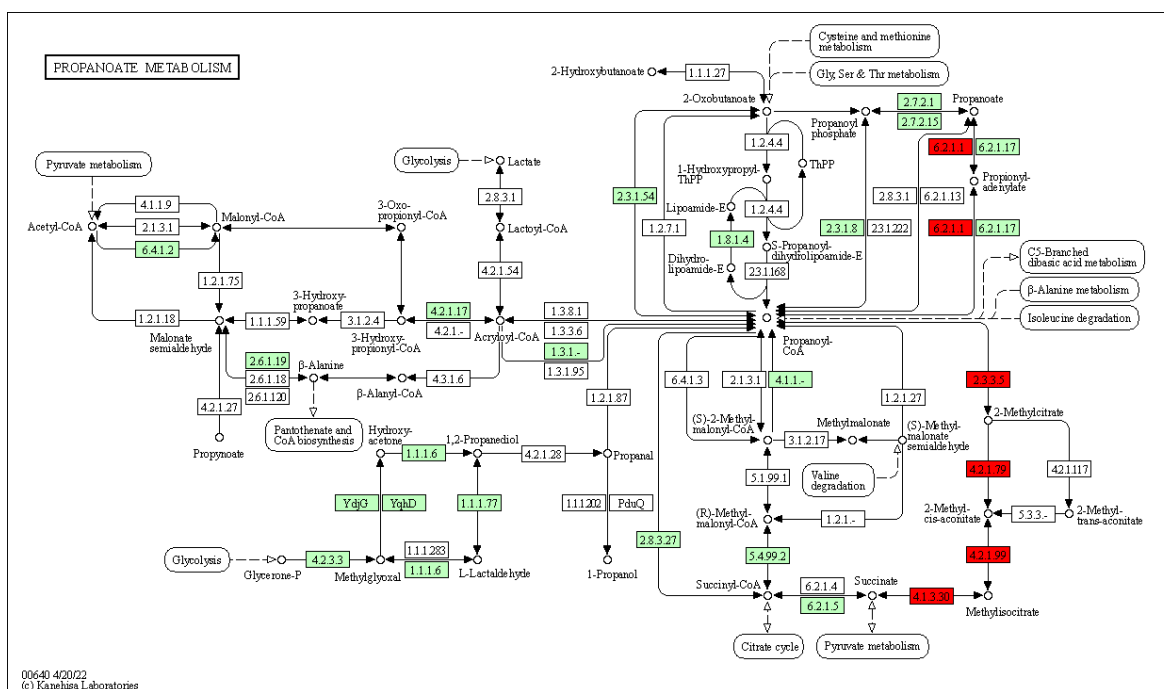 PROPANOATE METABOLISM
Cysteine and methionine
metabolism
2-Hydroxybutanoate
1.1.1.27
Gly, Ser & Thr metabolism
2-Oxobutanoate
Propanoyl
phosphate
2.7.2.1
2.7.2.15
Propanoate
Pyruvate metabolism
Glycolysis
Lactate
1.2.4.4
ThPP
1-Hydroxypropyl-
ThPP
6.2.1.1
6.2.1.17
Propionyl-
adenylate
2.8.3.1
4.1.1.9
Malonyl-CoA
3-Oxo-
propionyl-CoA
2.3.1.54
Lipoamide-E
1.2.4.4
2.8.3.1
6.2.1.13
Acetyl-CoA
2.1.3.1
6.4.1.2
Lactoyl-CoA
1.2.7.1
1.8.1.4
S-Propanoyl-
dihydrolipoamide-E
2.3.1.8
2.3.1.222
6.2.1.1
6.2.1.17
1.2.1.75
4.2.1.54
Dihydro-
lipoamide-E
2.3.1.168
C5-Branched
dibasic acid metabolism
β-Alanine metabolism
Isoleucine degradation
3-Hydroxy-
propanoate
4.2.1.17
4.2.1.-
1.3.8.1
1.3.3.6
1.2.1.18
Malonate
semialdehyde
1.1.1.59
3.1.2.4
3-Hydroxy-
propionyl-CoA
Acryloyl-CoA
1.3.1.-
1.3.1.95
Propanoyl-
CoA
2.6.1.19
2.6.1.18
2.6.1.120
β-Alanine
β-Alanyl-CoA
4.3.1.6
6.4.1.3
2.1.3.1
4.1.1.-
1.2.1.27
2.3.3.5
4.2.1.27
1.2.1.87
2-Methylcitrate
Pantothenate and
CoA biosynthesis
Propynoate
Hydroxy-
acetone
1.1.1.6
1,2-Propanediol
4.2.1.28
Propanal
(S)-2-Methyl-
malonyl-CoA
3.1.2.17
Methylmalonate
(S)-Methyl-
malonate
semialdehyde
4.2.1.79
4.2.1.117
5.1.99.1
Valine
degradation
YdjG
YqhD
1.1.1.77
1.1.1.202
PduQ
(R)-Methyl-
malonyl-CoA
1.2.1.-
2-Methyl-
cis-aconitate
5.3.3.-
2-Methyl-
trans-aconitate
2.8.3.27
Glycolysis
Glycerone-P
4.2.3.3
Methylglyoxal
1.1.1.283
1.1.1.6
L-Lactaldehyde
1-Propanol
5.4.99.2
4.2.1.99
Succinyl-CoA
6.2.1.4
6.2.1.5
Succinate
4.1.3.30
Methylisocitrate
Citrate cycle
Pyruvate metabolism
00640 4/20/22
(c) Kanehisa Laboratories